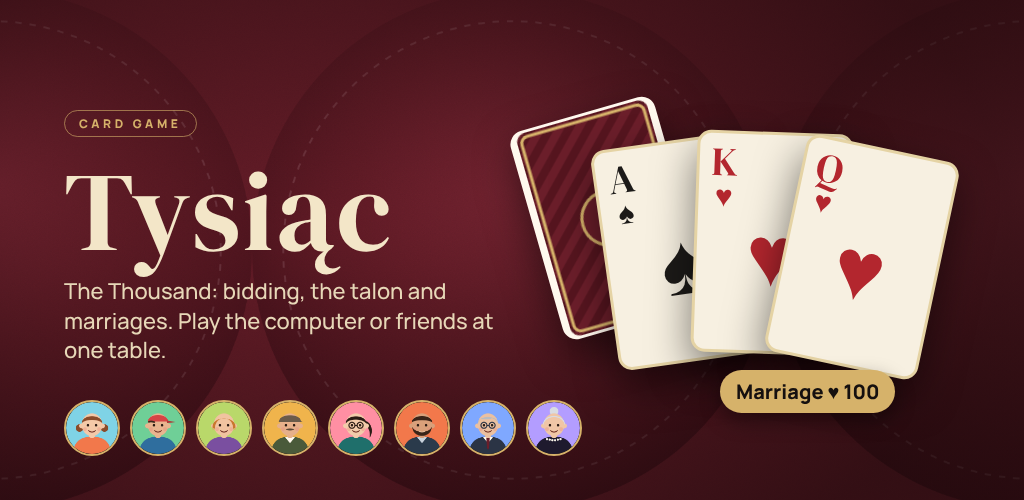 CARD GAME
Tysiąc
The Thousand: bidding, the talon and
marriages. Play the computer or friends at
one table.
A
♠
K
♥
Q
♥
Marriage ♥ 100